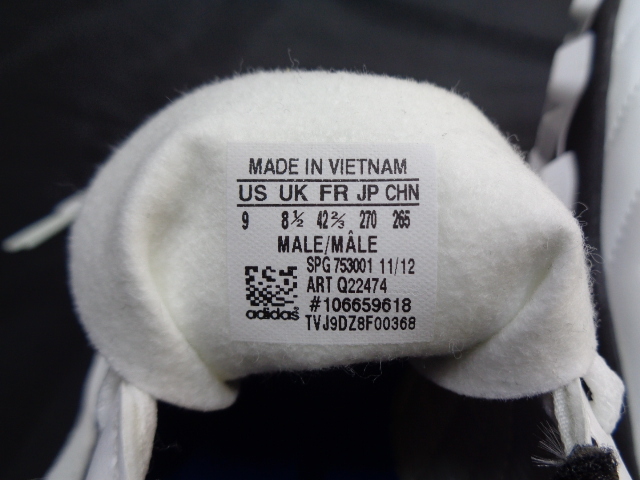 MADE IN VIETNAM
US UK FR JP CHN
9 8½ 42⅔ 270 265
MALE/MÂLE
SPG 753001 11/12
ART Q22474
#106659618
adidas
TVJ9DZ8F00368